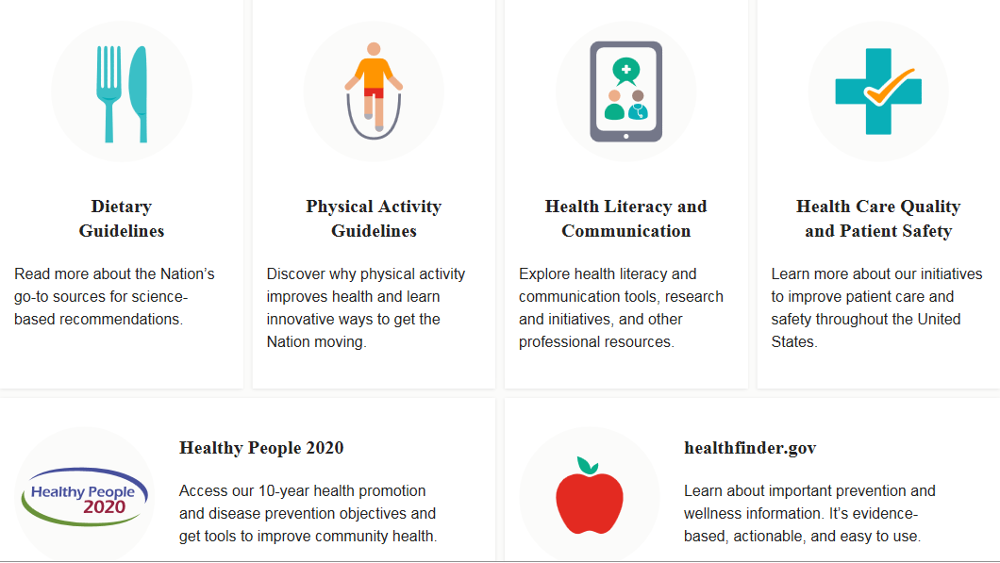 Dietary
Guidelines
Read more about the Nation’s
go-to sources for science-
based recommendations.
Physical Activity
Guidelines
Discover why physical activity
improves health and learn
innovative ways to get the
Nation moving.
Health Literacy and
Communication
Explore health literacy and
communication tools, research
and initiatives, and other
professional resources.
Health Care Quality
and Patient Safety
Learn more about our initiatives
to improve patient care and
safety throughout the United
States.
Healthy People
2020
Healthy People 2020
Access our 10-year health promotion
and disease prevention objectives and
get tools to improve community health.
healthfinder.gov
Learn about important prevention and
wellness information. It’s evidence-
based, actionable, and easy to use.